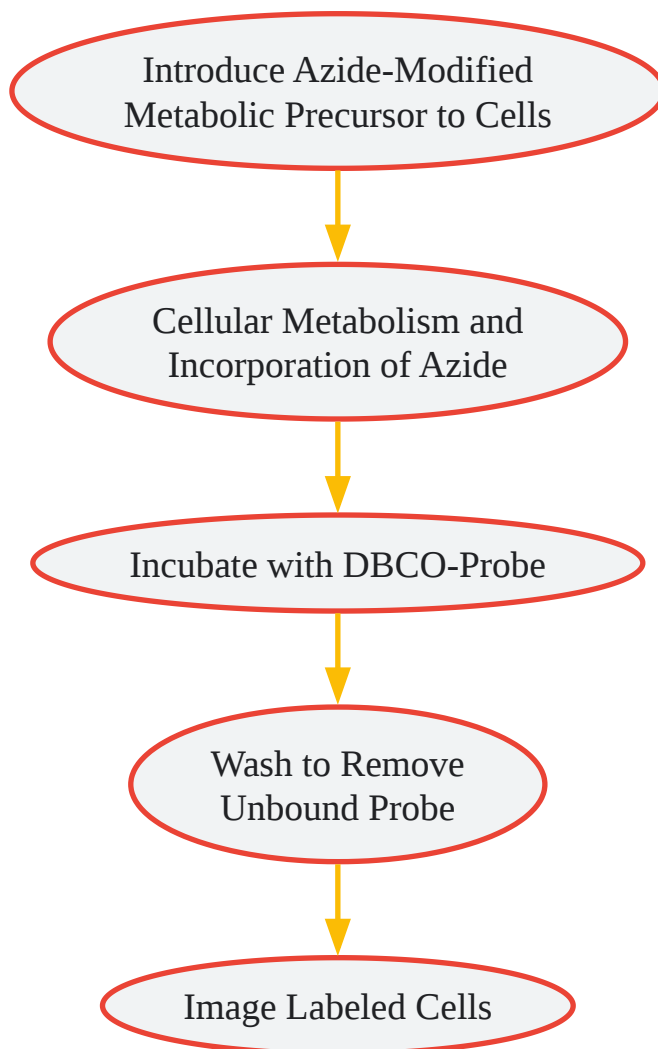 Introduce Azide-Modified
Metabolic Precursor to Cells
Cellular Metabolism and
Incorporation of Azide
Incubate with DBCO-Probe
Wash to Remove
Unbound Probe
Image Labeled Cells